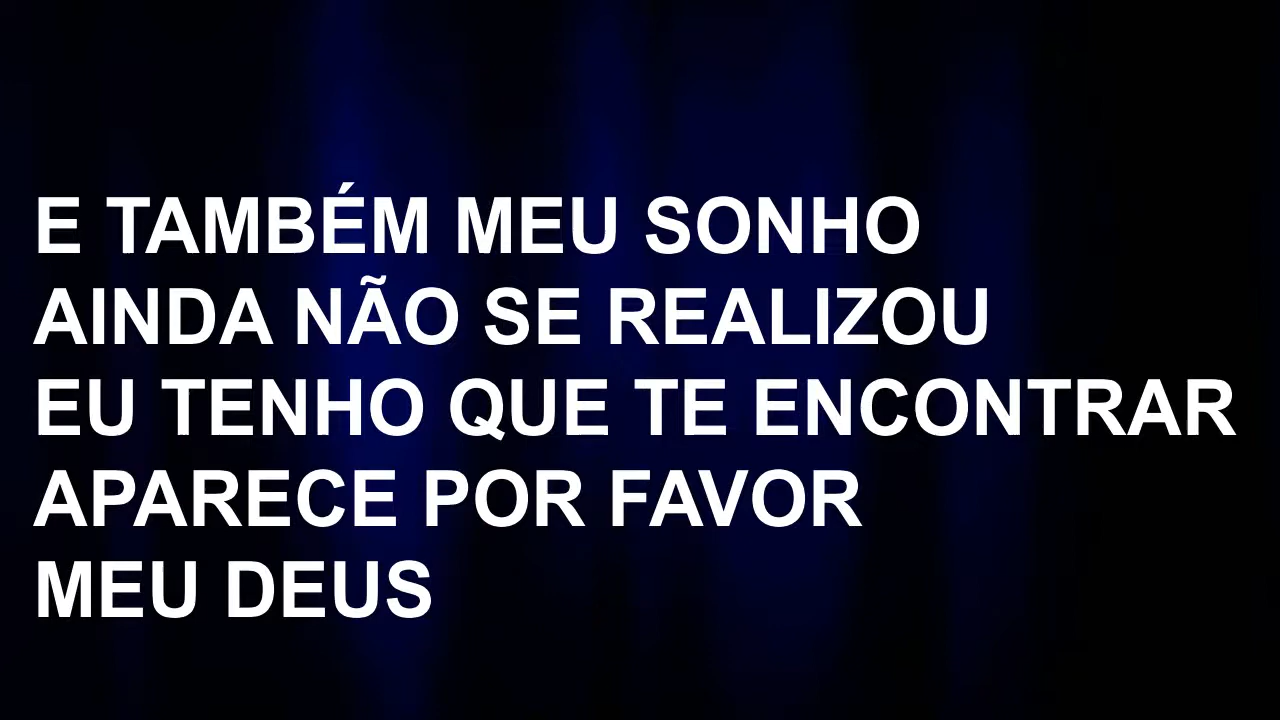 E TAMBÉM MEU SONHO
AINDA NÃO SE REALIZOU
EU TENHO QUE TE ENCONTRAR
APARECE POR FAVOR
MEU DEUS